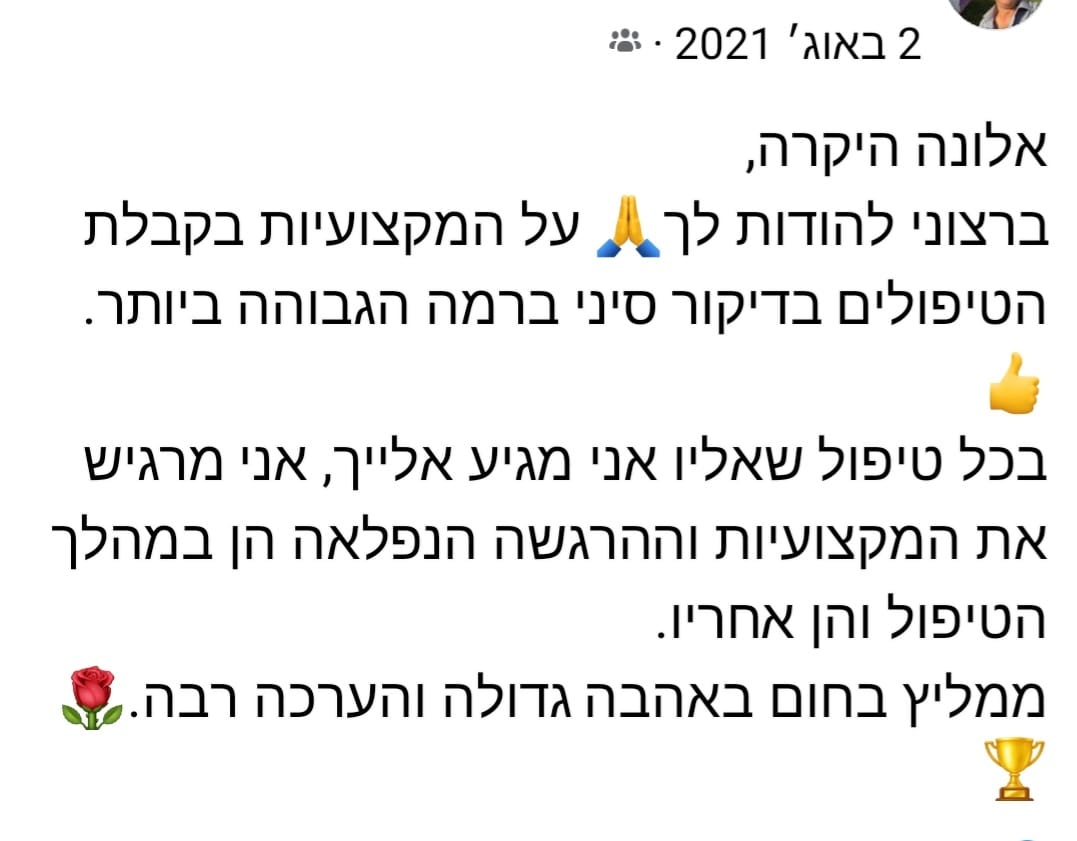 2 באוג׳ 2021 ·
אלונה היקרה,
ברצוני להודות לך🙏 על המקצועיות בקבלת
הטיפולים בדיקור סיני ברמה הגבוהה ביותר.
👍
בכל טיפול שאליו אני מגיע אלייך, אני מרגיש
את המקצועיות וההרגשה הנפלאה הן במהלך
הטיפול והן אחריו.
ממליץ בחום באהבה גדולה והערכה רבה.🌹
🏆